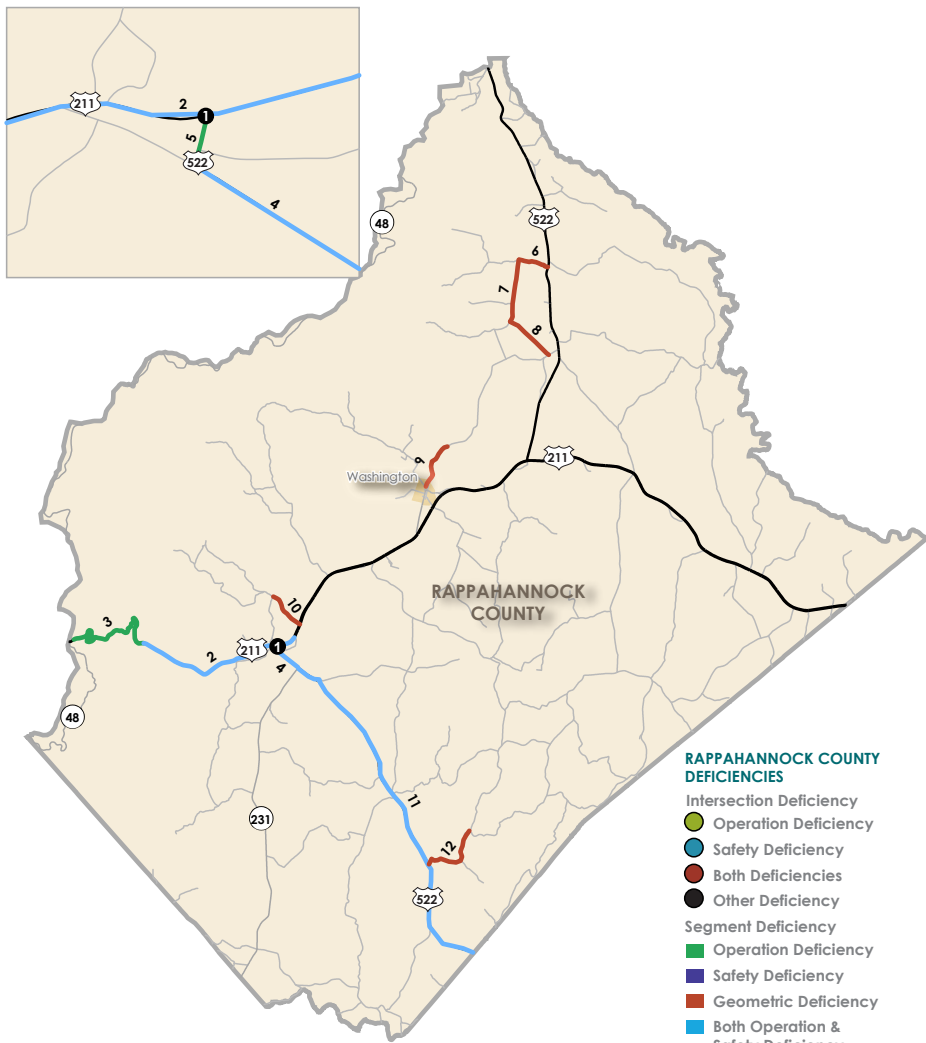 211
2
1
5
522
4
48
522
6
7
8
9
Washington
211
RAPPAHANNOCK
COUNTY
10
3
2
211
1
4
48
11
231
12
522
RAPPAHANNOCK COUNTY
DEFICIENCIES
Intersection Deficiency
Operation Deficiency
Safety Deficiency
Both Deficiencies
Other Deficiency
Segment Deficiency
Operation Deficiency
Safety Deficiency
Geometric Deficiency
Both Operation &
Safety Deficiency